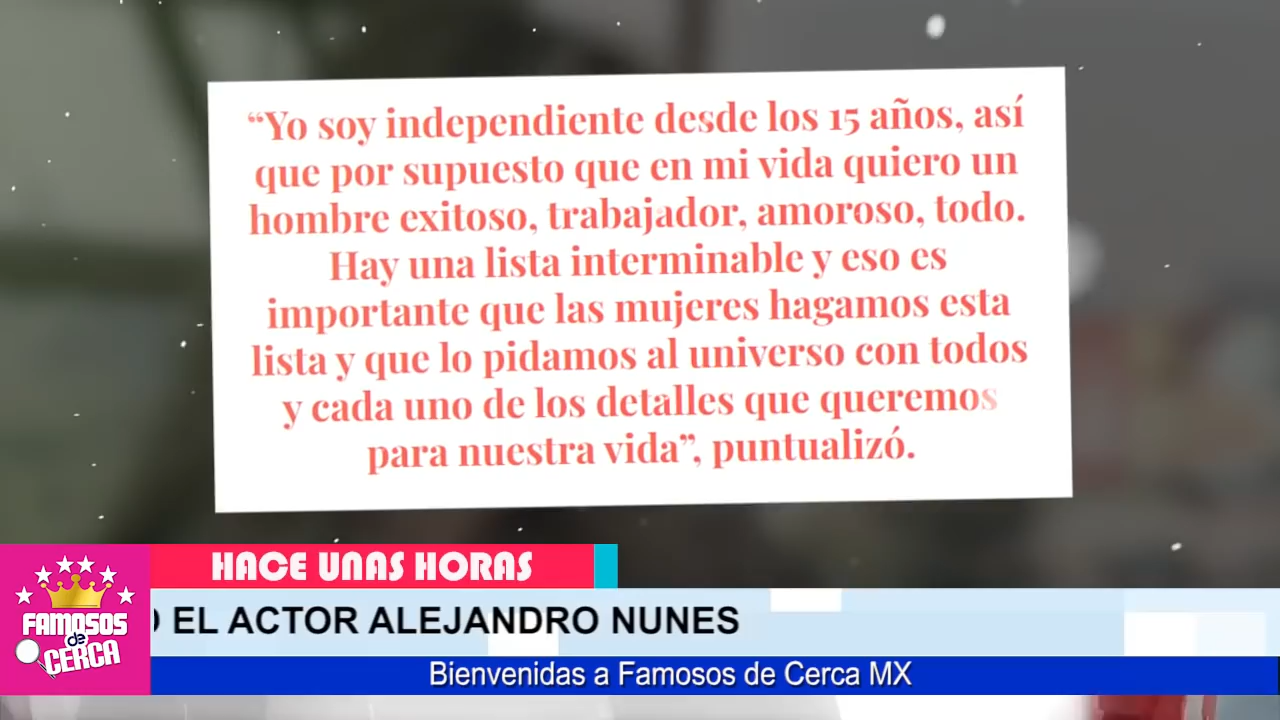 “Yo soy independiente desde los 15 años, así
que por supuesto que en mi vida quiero un
hombre exitoso, trabajador, amoroso, todo.
Hay una lista interminable y eso es
importante que las mujeres hagamos esta
lista y que lo pidamos al universo con todos
y cada uno de los detalles que queremos
para nuestra vida”, puntualizó.
HACE UNAS HORAS
EL ACTOR ALEJANDRO NUNES
FAMOSOS
de
CERCA
Bienvenidas a Famosos de Cerca MX